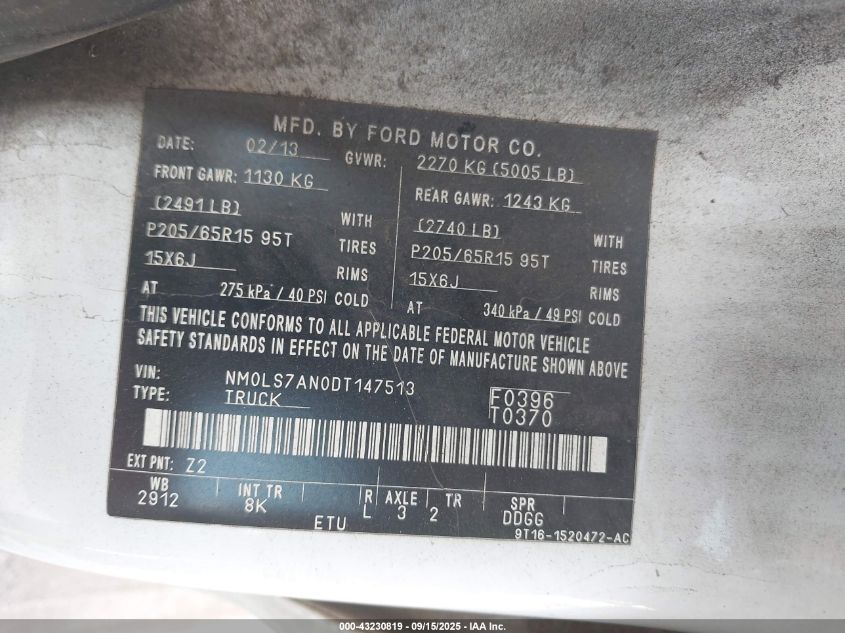 MFD. BY FORD MOTOR CO.
DATE: 02/13 GVWR: 2270 KG (5005 LB)
FRONT GAWR: 1130 KG REAR GAWR: 1243 KG
(2491 LB) WITH (2740 LB) WITH
P205/65R15 95T TIRES P205/65R15 95T TIRES
15X6J RIMS 15X6J RIMS
AT 275 kPa / 40 PSI COLD AT 340 kPa / 49 PSI COLD
THIS VEHICLE CONFORMS TO ALL APPLICABLE FEDERAL MOTOR VEHICLE
SAFETY STANDARDS IN EFFECT ON THE DATE OF MANUFACTURE SHOWN ABOVE
VIN: NM0LS7AN0DT147513 F0396
TYPE: TRUCK T0370
EXT PNT: Z2
WB INT TR R AXLE TR SPR
2912 8K L 3 2 DDGG
ETU 9T16-1520472-AC
000-43230819 - 09/15/2025 - IAA Inc.